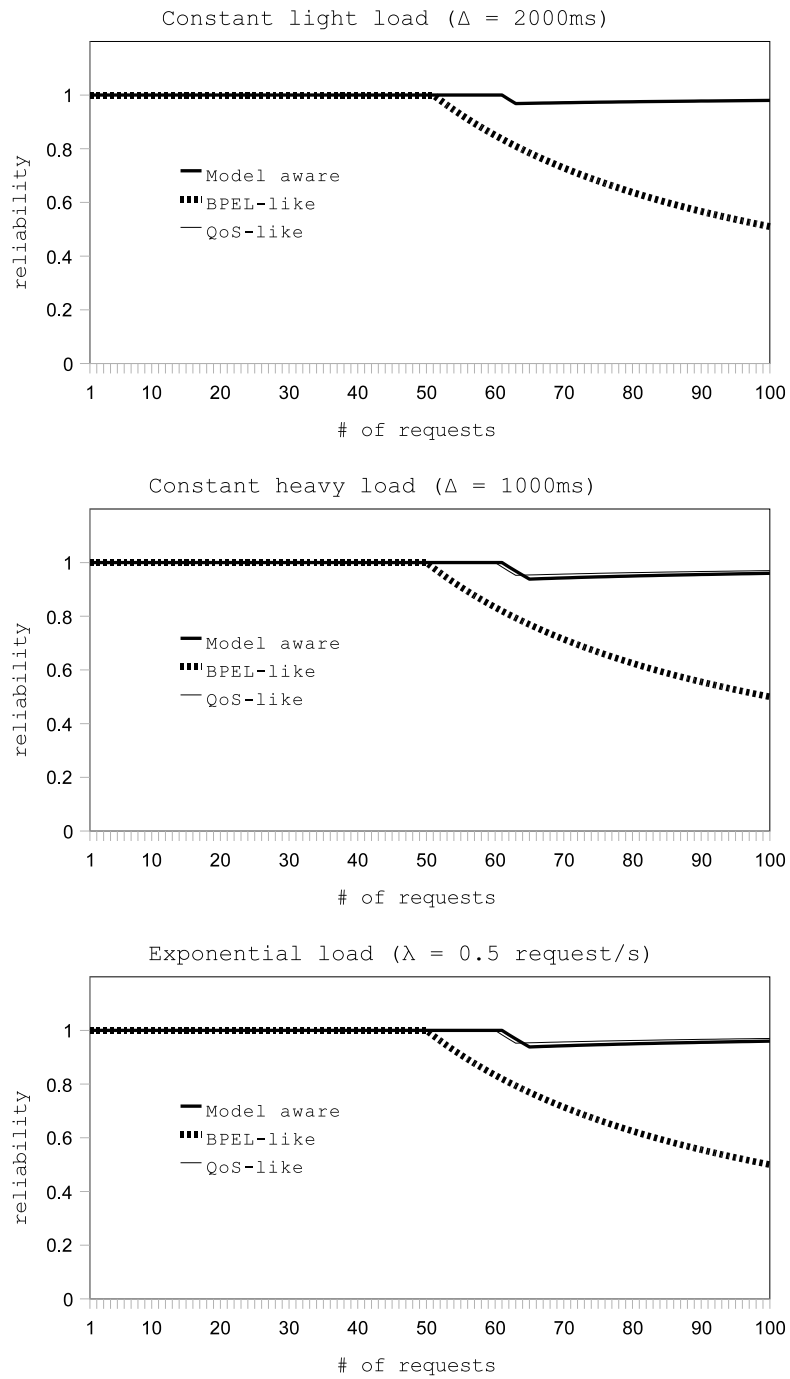 Constant light load (Δ = 2000ms)
1
0.8
0.6
0.4
0.2
0
reliability
Model aware
BPEL-like
QoS-like
1 10 20 30 40 50 60 70 80 90 100
# of requests
Constant heavy load (Δ = 1000ms)
1
0.8
0.6
0.4
0.2
0
reliability
Model aware
BPEL-like
QoS-like
1 10 20 30 40 50 60 70 80 90 100
# of requests
Exponential load (λ = 0.5 request/s)
1
0.8
0.6
0.4
0.2
0
reliability
Model aware
BPEL-like
QoS-like
1 10 20 30 40 50 60 70 80 90 100
# of requests